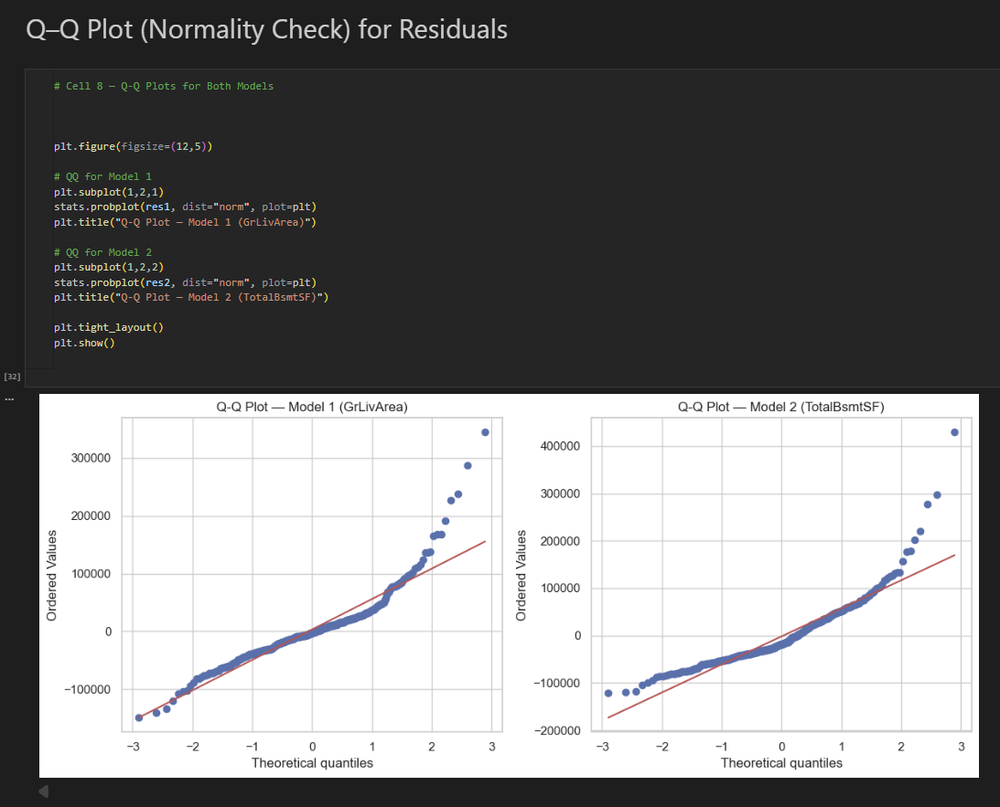 Q–Q Plot (Normality Check) for Residuals
# Cell 8 — Q-Q Plots for Both Models
plt.figure(figsize=(12,5))
# QQ for Model 1
plt.subplot(1,2,1)
stats.probplot(res1, dist="norm", plot=plt)
plt.title("Q-Q Plot — Model 1 (GrLivArea)")
# QQ for Model 2
plt.subplot(1,2,2)
stats.probplot(res2, dist="norm", plot=plt)
plt.title("Q-Q Plot — Model 2 (TotalBsmtSF)")
plt.tight_layout()
plt.show()
[32]
...
Q-Q Plot — Model 1 (GrLivArea)
300000
200000
100000
0
−100000
Ordered Values
−3 −2 −1 0 1 2 3
Theoretical quantiles
Q-Q Plot — Model 2 (TotalBsmtSF)
400000
300000
200000
100000
0
−100000
−200000
Ordered Values
−3 −2 −1 0 1 2 3
Theoretical quantiles